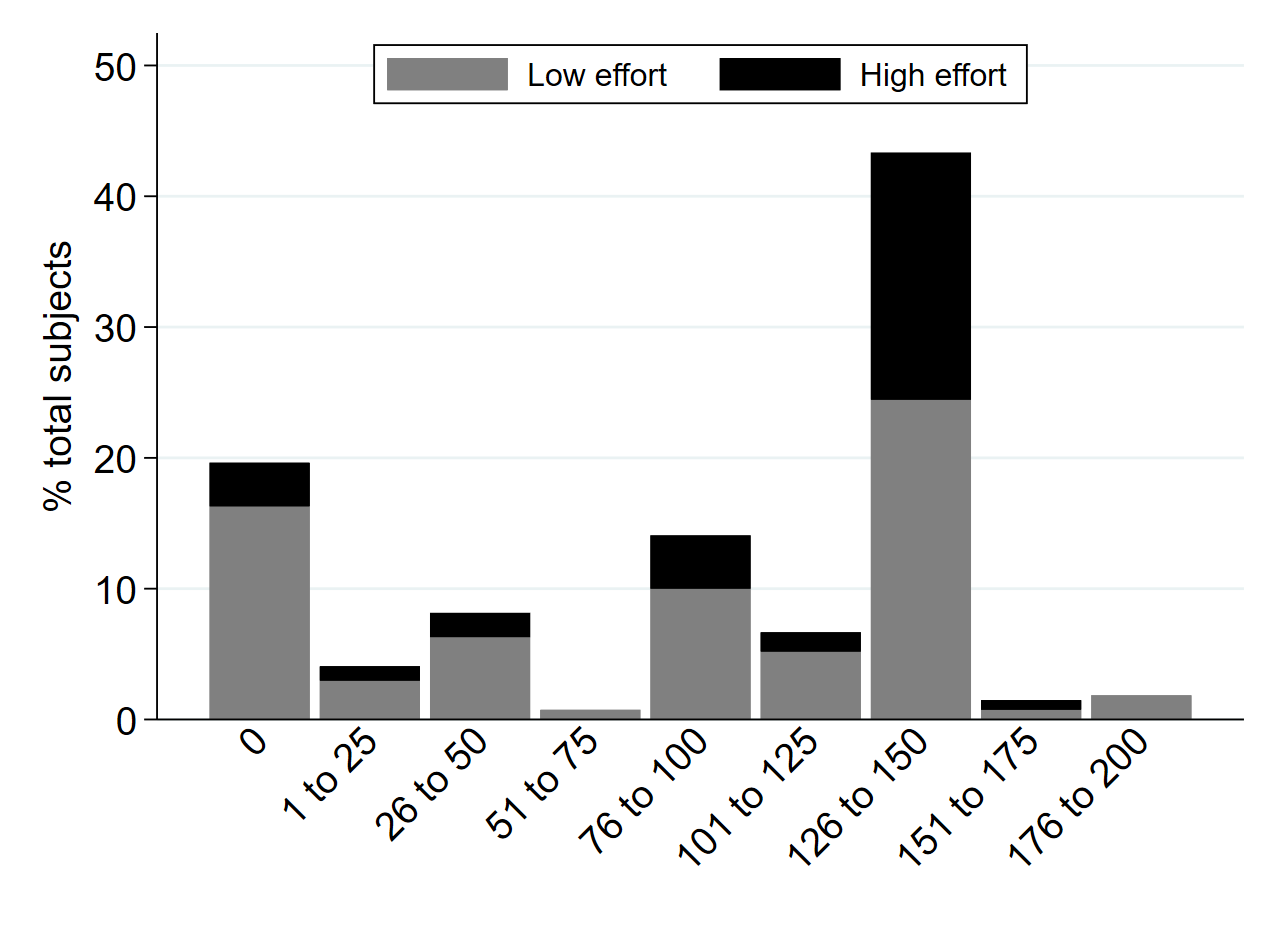 Low effort High effort
% total subjects
50
40
30
20
10
0
0
1 to 25
26 to 50
51 to 75
76 to 100
101 to 125
126 to 150
151 to 175
176 to 200